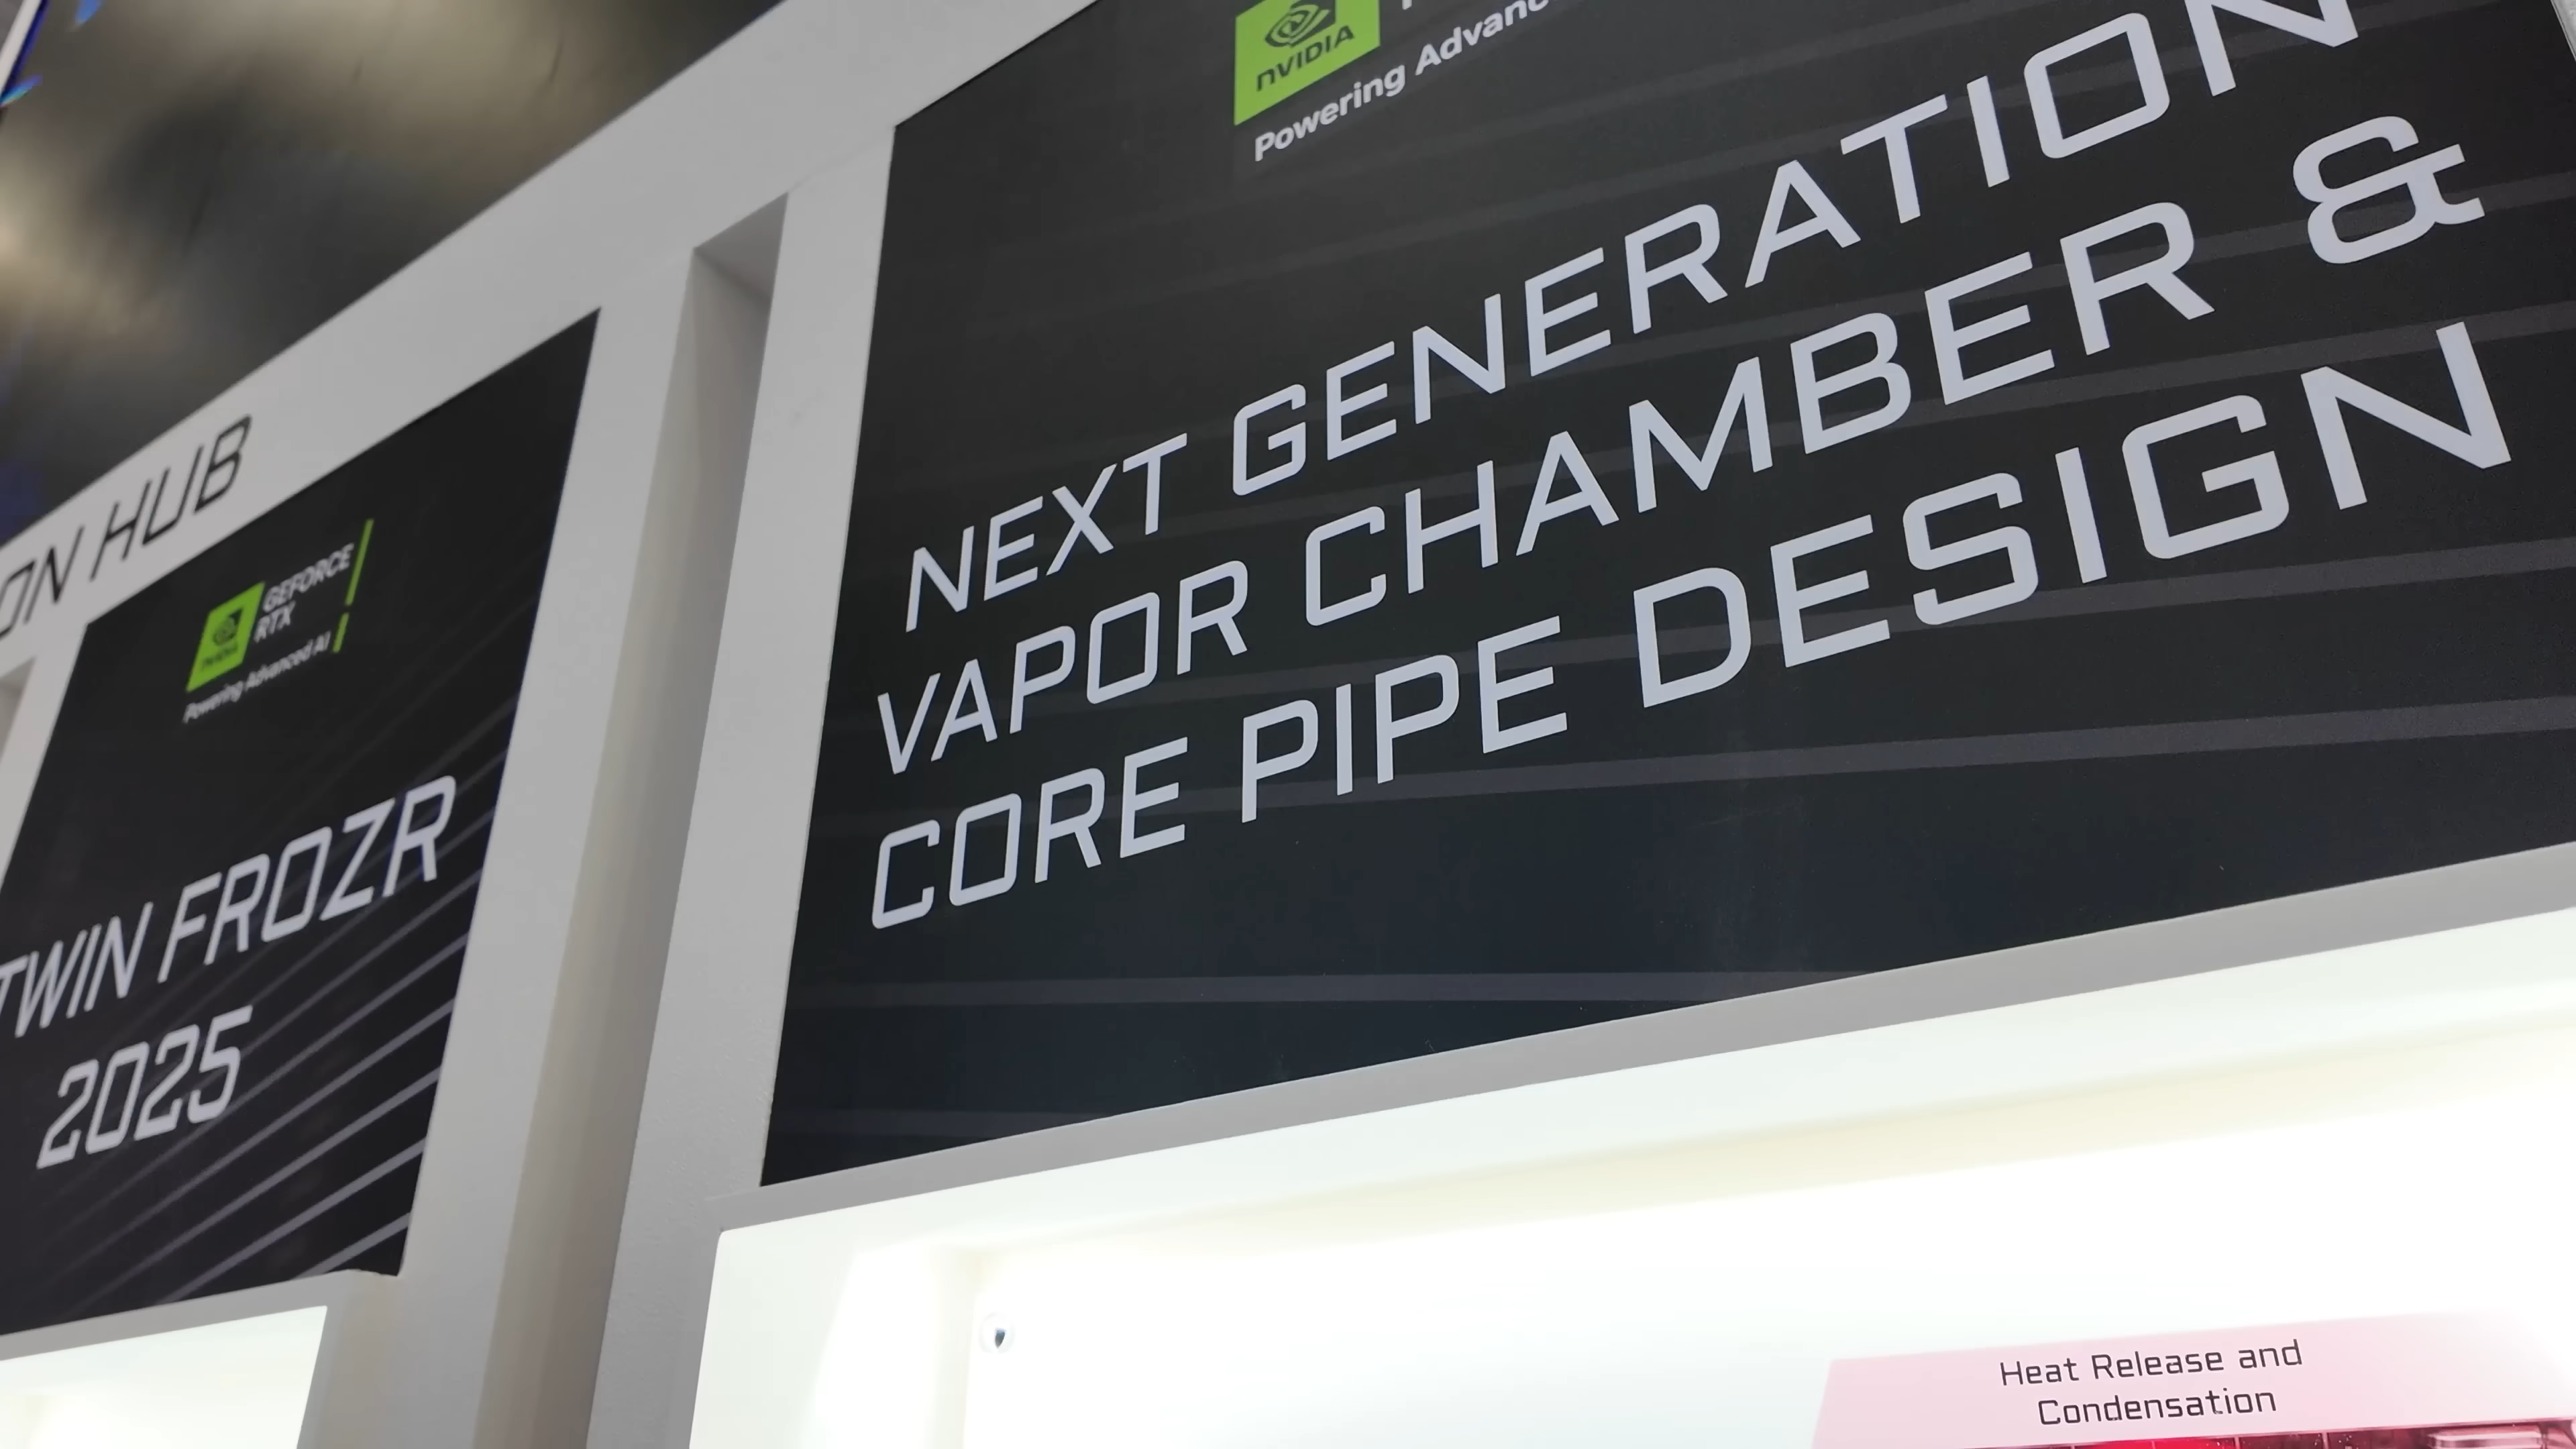 ON HUB
NVIDIA
GEFORCE
RTX
Powering Advanced AI
TWIN FROZR
2025
NVIDIA
Powering
NEXT GENERATION
VAPOR CHAMBER &
CORE PIPE DESIGN
Heat Release and
Condensation